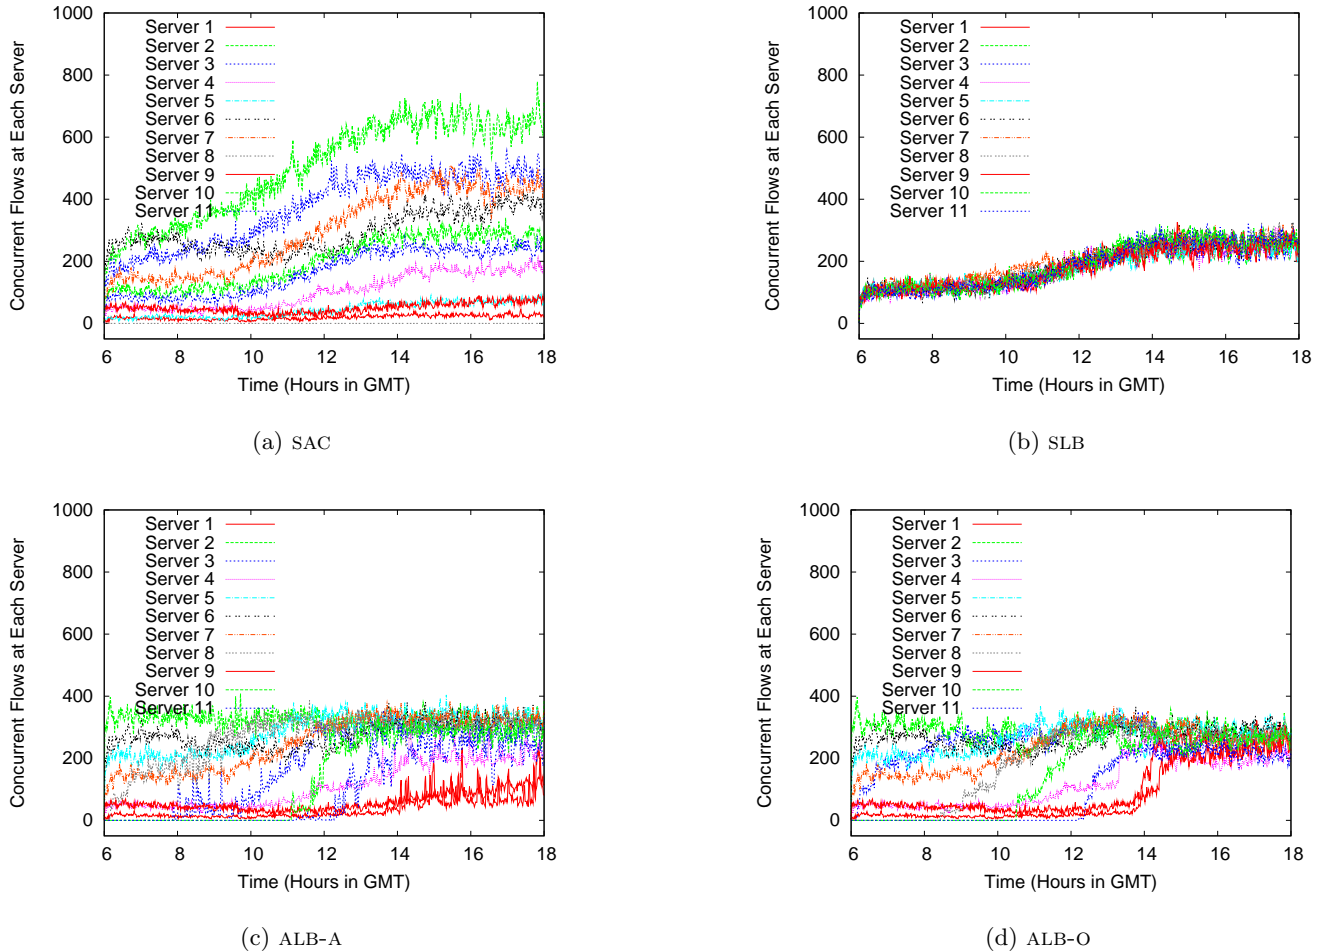 1000
800
600
400
200
0
Concurrent Flows at Each Server
Server 1
Server 2
Server 3
Server 4
Server 5
Server 6
Server 7
Server 8
Server 9
Server 10
Server 11
6 8 10 12 14 16 18
Time (Hours in GMT)
(a) SAC
1000
800
600
400
200
0
Concurrent Flows at Each Server
Server 1
Server 2
Server 3
Server 4
Server 5
Server 6
Server 7
Server 8
Server 9
Server 10
Server 11
6 8 10 12 14 16 18
Time (Hours in GMT)
(b) SLB
1000
800
600
400
200
0
Concurrent Flows at Each Server
Server 1
Server 2
Server 3
Server 4
Server 5
Server 6
Server 7
Server 8
Server 9
Server 10
Server 11
6 8 10 12 14 16 18
Time (Hours in GMT)
(c) ALB-A
1000
800
600
400
200
0
Concurrent Flows at Each Server
Server 1
Server 2
Server 3
Server 4
Server 5
Server 6
Server 7
Server 8
Server 9
Server 10
Server 11
6 8 10 12 14 16 18
Time (Hours in GMT)
(d) ALB-O